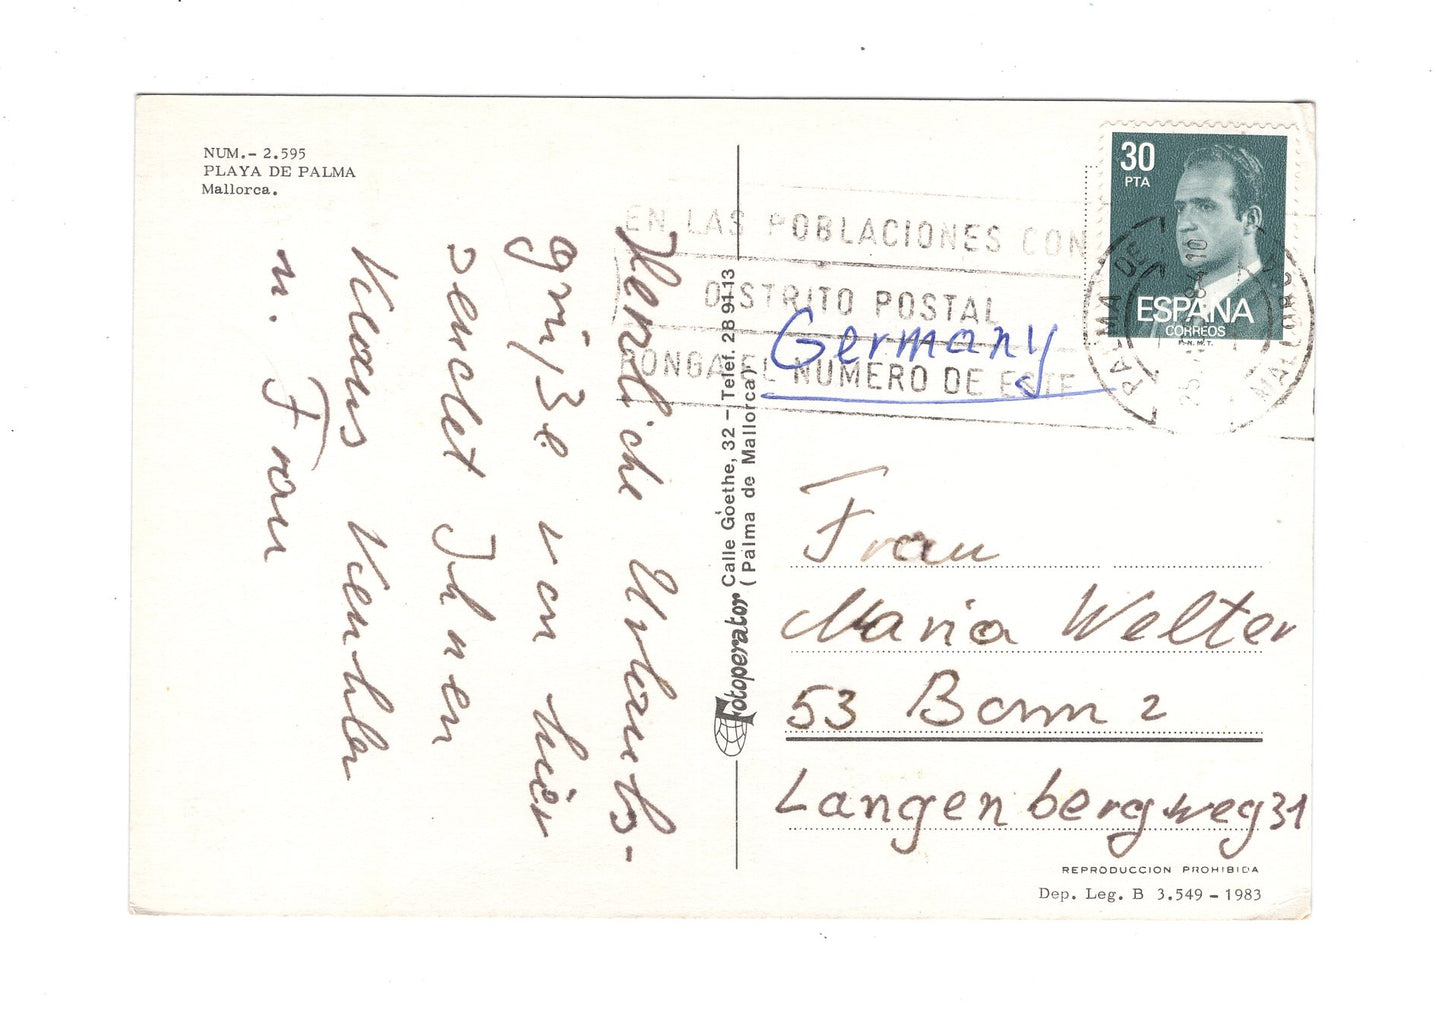 NUM.- 2.595
PLAYA DE PALMA
Mallorca.
Herzliche Urlaubs-
grüße von hier
sendet Ihnen
Klaus
u. Frau
Fotoperator Calle Goethe, 32 - Telef. 28 91 13
(Palma de Mallorca)
30
PTA
ESPAÑA
CORREOS
F.N.M.T.
EN LAS POBLACIONES CON
DISTRITO POSTAL
PONGA EL NUMERO DE ESTE
PALMA DE MALLORCA
Germany
Frau
Maria Welter
53 Bonn 2
Langenbergweg 31
REPRODUCCION PROHIBIDA
Dep. Leg. B 3.549 - 1983